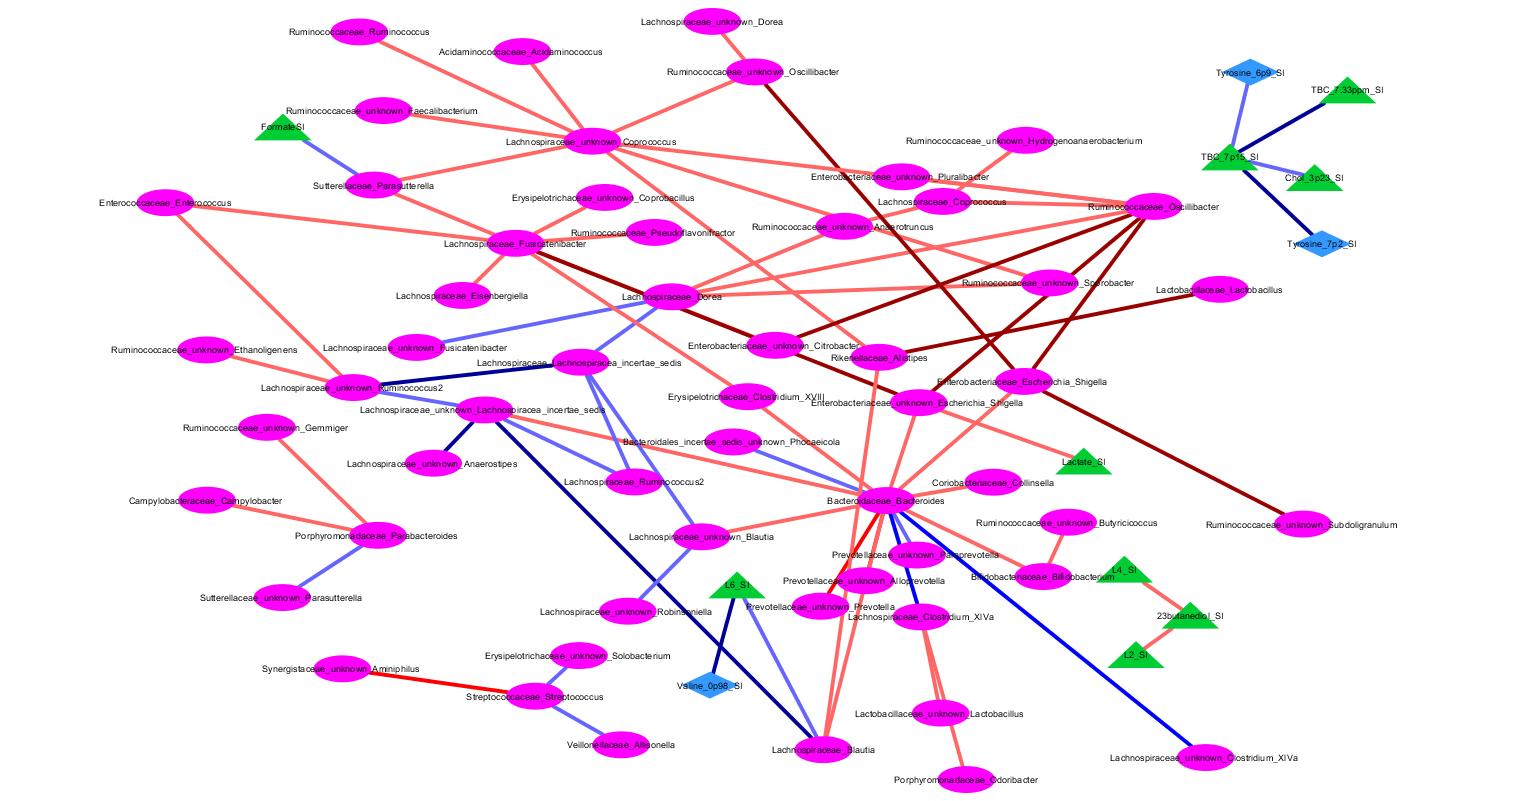 Lachnospiraceae_unknown_Dorea
Ruminococcaceae_Ruminococcus
Acidaminococcaceae_Acidaminococcus
Ruminococcaceae_unknown_Oscillibacter
Tyrosine_6p9_SI
TBC_7.33ppm_SI
Ruminococcaceae_unknown_Faecalibacterium
FormateSI
Lachnospiraceae_unknown_Coprococcus
Ruminococcaceae_unknown_Hydrogenoanaerobacterium
TBC_7p15_SI
Enterobacteriaceae_unknown_Pluralibacter
Chol_3p23_SI
Sutterellaceae_Parasutterella
Erysipelotrichaceae_unknown_Coprobacillus
Enterococcaceae_Enterococcus
Lachnospiraceae_Coprococcus
Ruminococcaceae_Oscillibacter
Ruminococcaceae_unknown_Anaerotruncus
Ruminococcaceae_Pseudoflavonifractor
Lachnospiraceae_Fusicatenibacter
Tyrosine_7p2_SI
Ruminococcaceae_unknown_Sporobacter
Lactobacillaceae_Lactobacillus
Lachnospiraceae_Eisenbergiella
Lachnospiraceae_Dorea
Enterobacteriaceae_unknown_Citrobacter
Lachnospiraceae_unknown_Fusicatenibacter
Ruminococcaceae_unknown_Ethanoligenens
Rikenellaceae_Alistipes
Lachnospiraceae_Lachnospiracea_incertae_sedis
Enterobacteriaceae_Escherichia_Shigella
Lachnospiraceae_unknown_Ruminococcus2
Erysipelotrichaceae_Clostridium_XVIII
Enterobacteriaceae_unknown_Escherichia_Shigella
Lachnospiraceae_unknown_Lachnospiracea_incertae_sedis
Ruminococcaceae_unknown_Gemmiger
Bacteroidales_incertae_sedis_unknown_Phocaeicola
Lachnospiraceae_unknown_Anaerostipes
Lactate_SI
Lachnospiraceae_Ruminococcus2
Coriobacteriaceae_Collinsella
Campylobacteraceae_Campylobacter
Bacteroidaceae_Bacteroides
Ruminococcaceae_unknown_Butyricicoccus
Ruminococcaceae_unknown_Subdoligranulum
Porphyromonadaceae_Parabacteroides
Lachnospiraceae_unknown_Blautia
Prevotellaceae_unknown_Paraprevotella
L4_SI
Bifidobacteriaceae_Bifidobacterium
Prevotellaceae_unknown_Alloprevotella
L6_SI
Sutterellaceae_unknown_Parasutterella
Prevotellaceae_unknown_Prevotella
Lachnospiraceae_unknown_Robinsoniella
Lachnospiraceae_Clostridium_XIVa
23butanediol_SI
L2_SI
Erysipelotrichaceae_unknown_Solobacterium
Synergistaceae_unknown_Aminiphilus
Valine_0p98_SI
Streptococcaceae_Streptococcus
Lactobacillaceae_unknown_Lactobacillus
Veillonellaceae_Allisonella
Lachnospiraceae_Blautia
Lachnospiraceae_unknown_Clostridium_XIVa
Porphyromonadaceae_Odoribacter